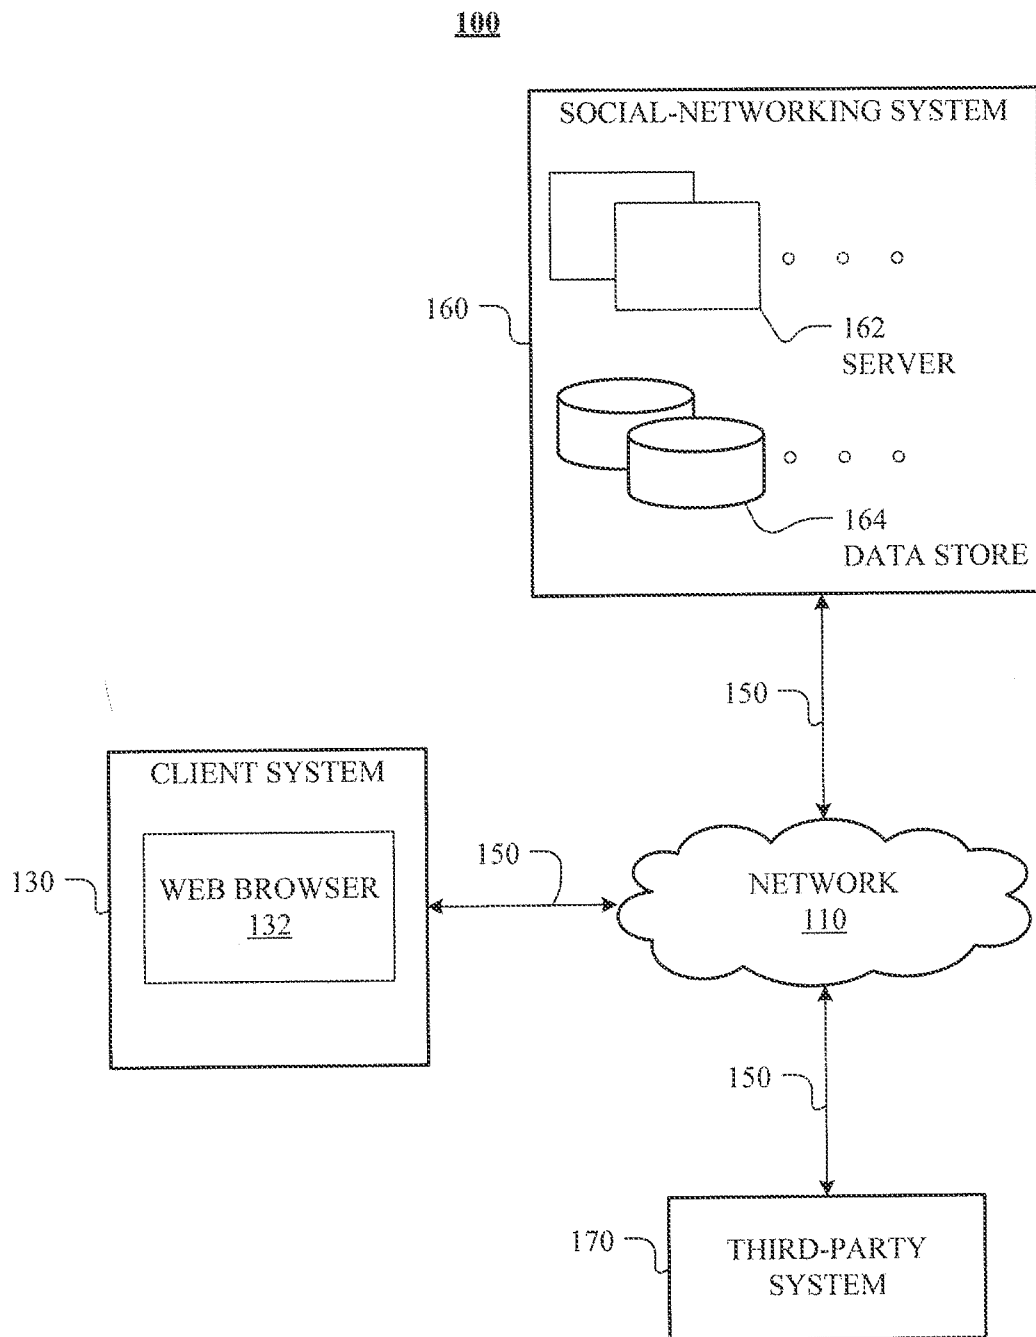 100
SOCIAL-NETWORKING SYSTEM
160
162
SERVER
164
DATA STORE
150
CLIENT SYSTEM
130
WEB BROWSER
132
150
NETWORK
110
150
170
THIRD-PARTY
SYSTEM